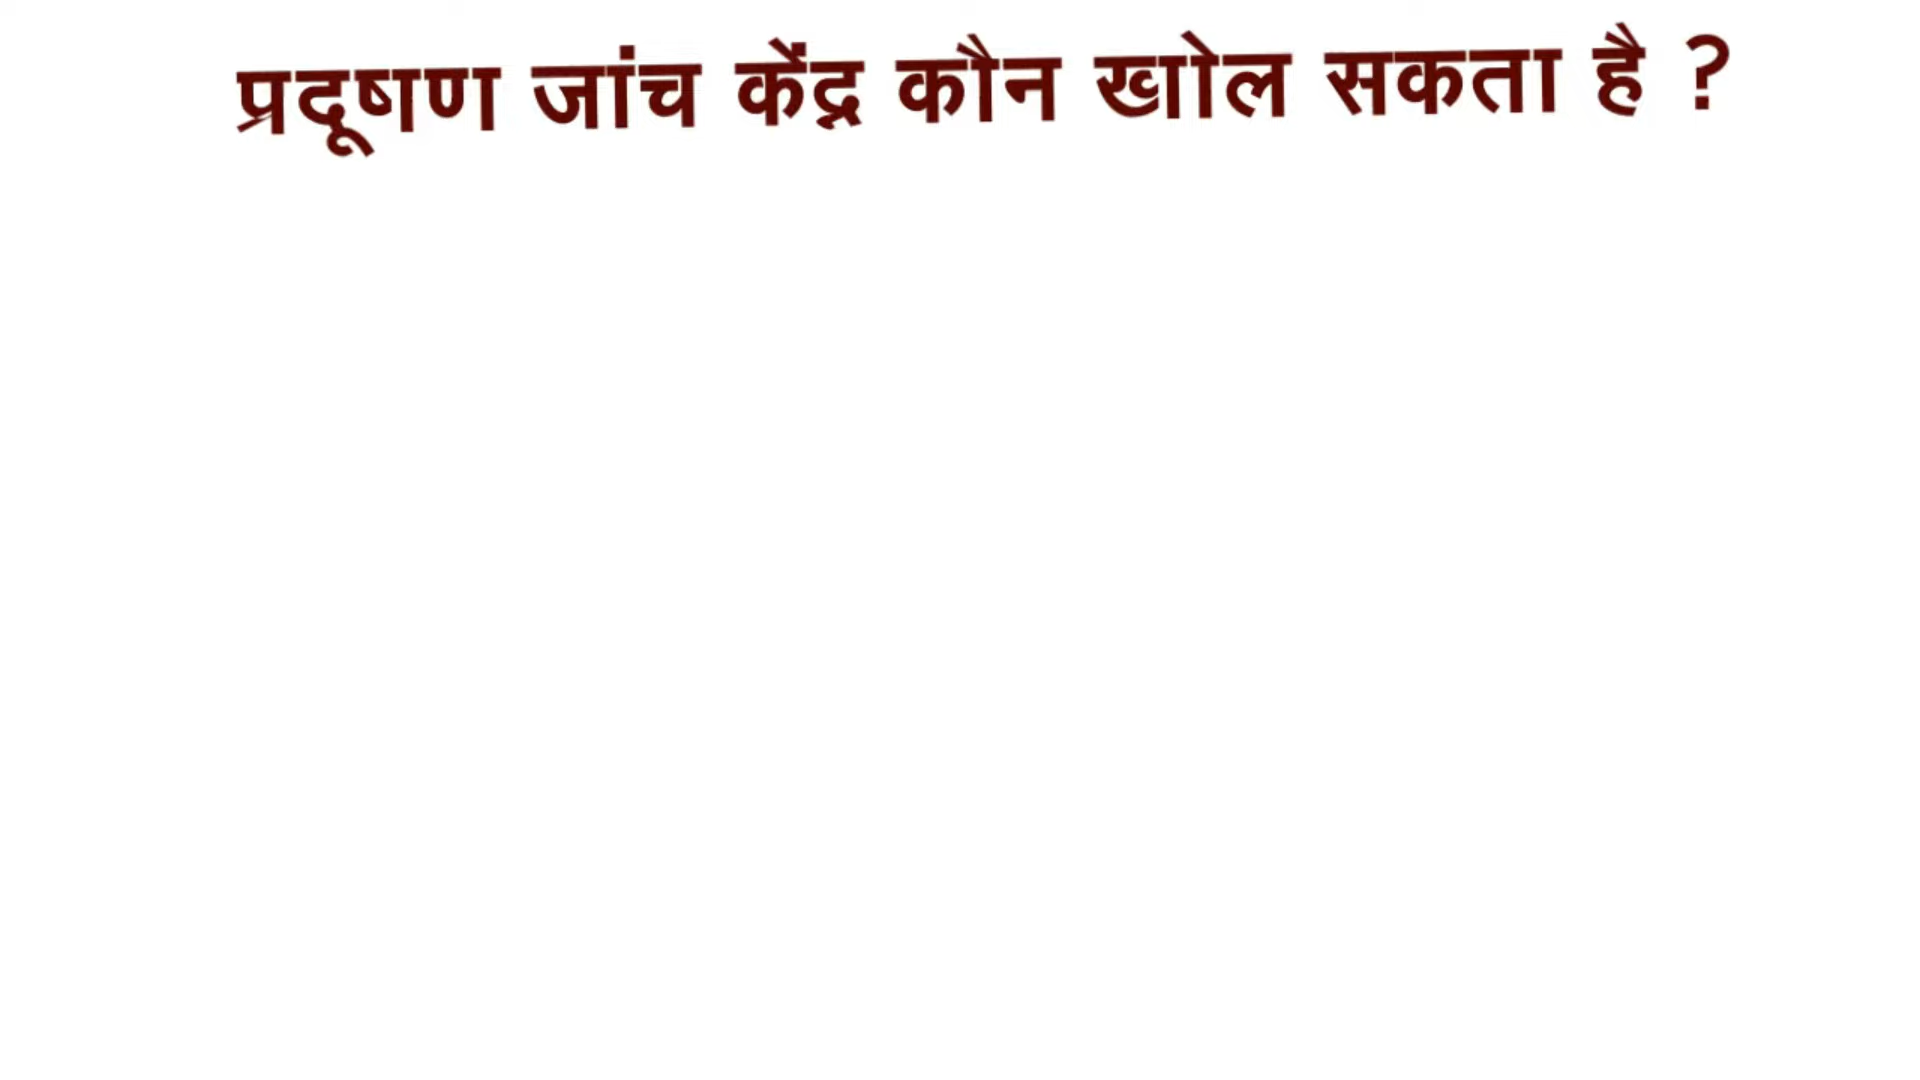 प्रदूषण जांच केंद्र कौन खोल सकता है ?